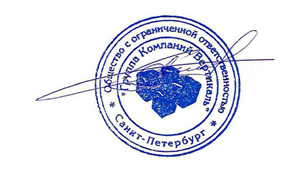 Общество с ограниченной ответственностью
"Группа Компаний Вертикаль"
* Санкт-Петербург *